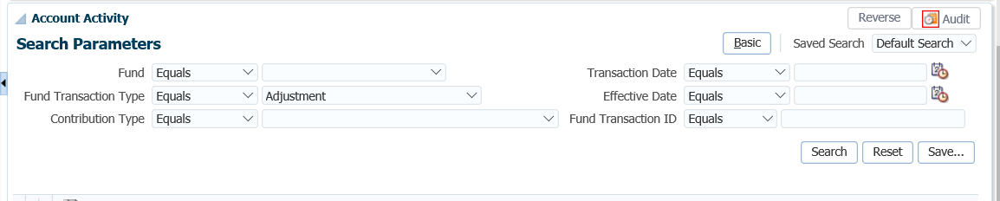 Account Activity Reverse Audit
Search Parameters Basic Saved Search Default Search
Fund Equals Transaction Date Equals
Fund Transaction Type Equals Adjustment Effective Date Equals
Contribution Type Equals Fund Transaction ID Equals
Search Reset Save...